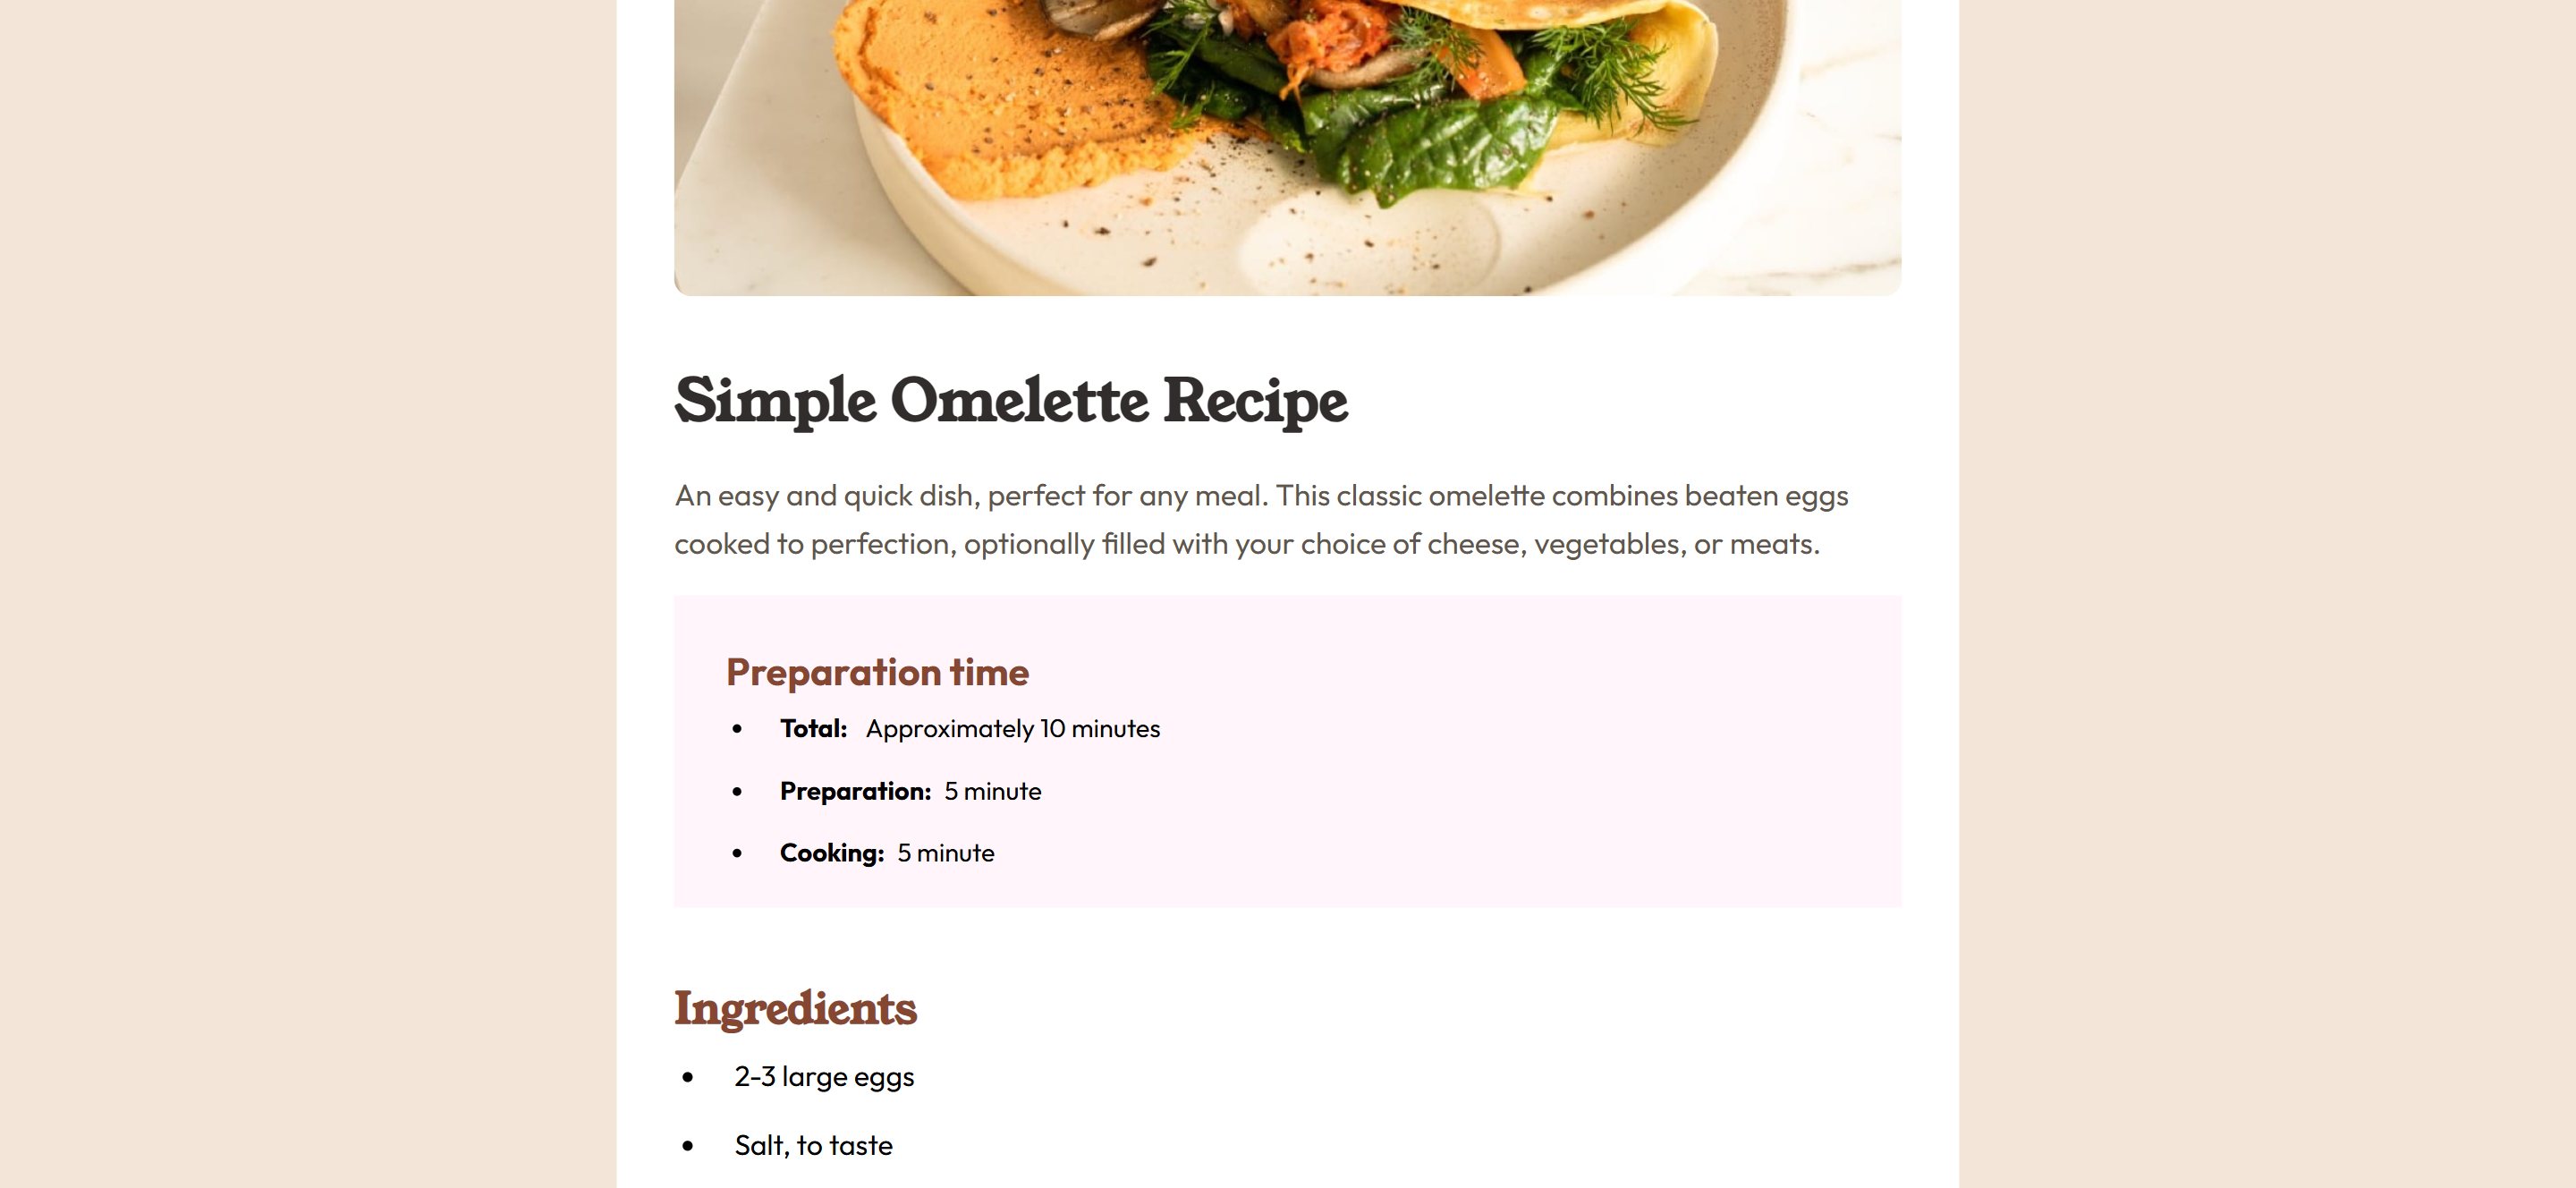 Simple Omelette Recipe
An easy and quick dish, perfect for any meal. This classic omelette combines beaten eggs
cooked to perfection, optionally filled with your choice of cheese, vegetables, or meats.
Preparation time
• Total: Approximately 10 minutes
• Preparation: 5 minute
• Cooking: 5 minute
Ingredients
• 2-3 large eggs
• Salt, to taste